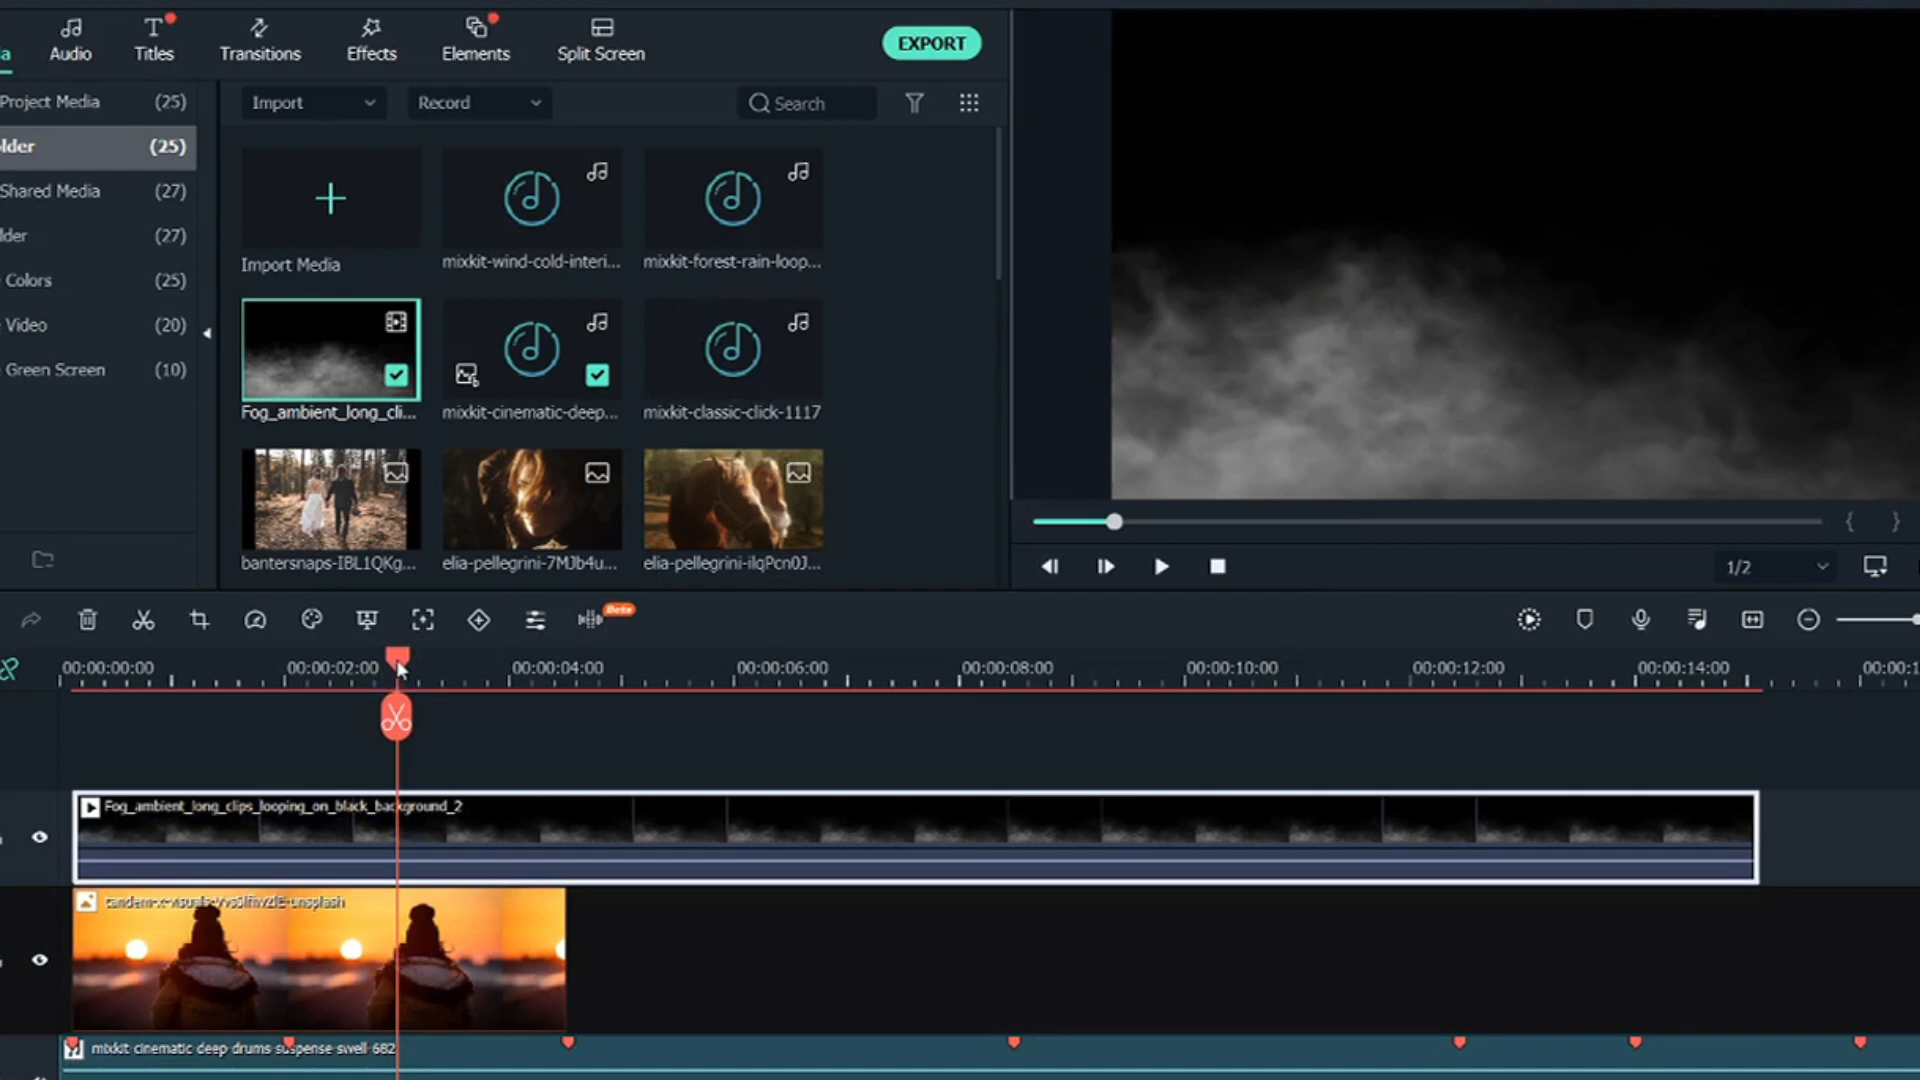 a
Audio
Titles
Transitions
Effects
Elements
Split Screen
EXPORT
Project Media (25)
lder (25)
Shared Media (27)
lder (27)
Colors (25)
Video (20)
Green Screen (10)
Import
Record
Search
Import Media
mixkit-wind-cold-interi...
mixkit-forest-rain-loop...
Fog_ambient_long_cli...
mixkit-cinematic-deep...
mixkit-classic-click-1117
bantersnaps-IBL1QKg...
elia-pellegrini-7MJb4u...
elia-pellegrini-ilqPcn0J...
{ }
1/2
Beta
00:00:00:00
00:00:02:00
00:00:04:00
00:00:06:00
00:00:08:00
00:00:10:00
00:00:12:00
00:00:14:00
00:00:1
Fog_ambient_long_clips_looping_on_black_background_2
unsplash
mixkit-cinematic-deep-drums-suspense-swell-682